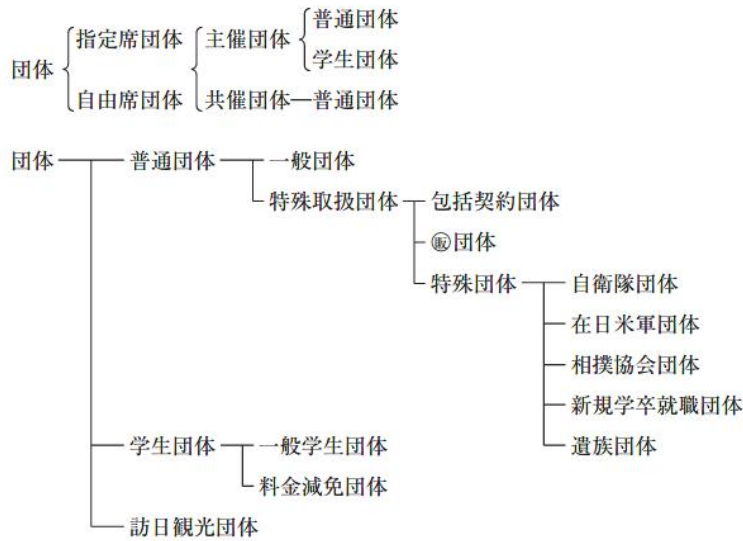 団体 指定席団体 主催団体 普通団体
学生団体
自由席団体 共催団体―普通団体
団体 普通団体 一般団体
特殊取扱団体 包括契約団体
㊙団体
特殊団体 自衛隊団体
在日米軍団体
相撲協会団体
新規学卒就職団体
遺族団体
学生団体 一般学生団体
料金減免団体
訪日観光団体